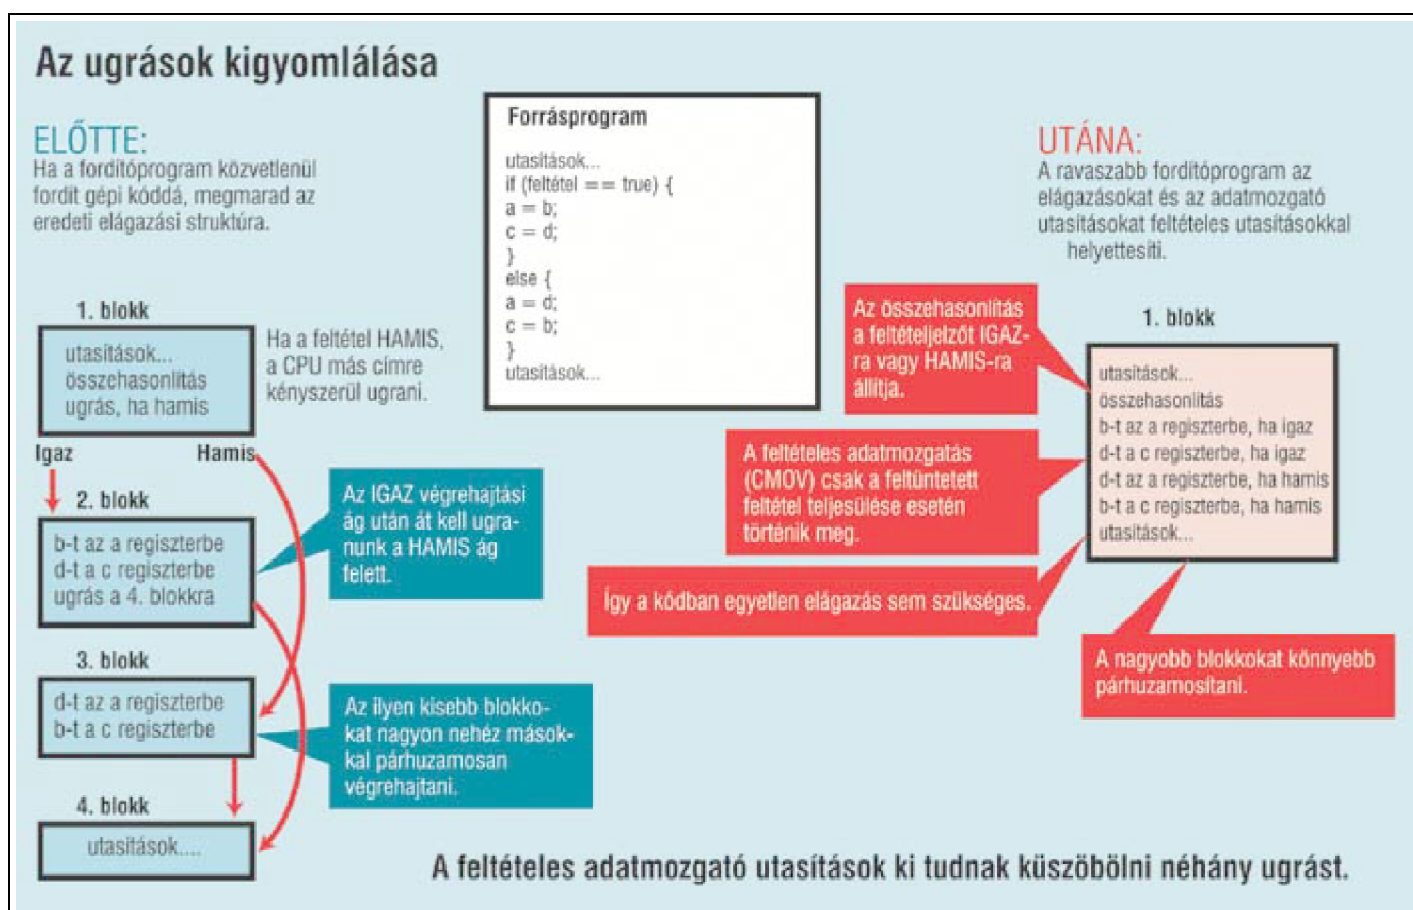 Az ugrások kigyomlálása
ELŐTTE:
Ha a fordítóprogram közvetlenül
fordít gépi kóddá, megmarad az
eredeti elágazási struktúra.
1. blokk
utasítások...
összehasonlítás
ugrás, ha hamis
Ha a feltétel HAMIS,
a CPU más címre
kényszerül ugrani.
Igaz
Hamis
2. blokk
b-t az a regiszterbe
d-t a c regiszterbe
ugrás a 4. blokkra
Az IGAZ végrehajtási
ág után át kell ugra-
nunk a HAMIS ág
felett.
3. blokk
d-t az a regiszterbe
b-t a c regiszterbe
Az ilyen kisebb blokko-
kat nagyon nehéz mások-
kal párhuzamosan
végrehajtani.
4. blokk
utasítások....
Forrásprogram
utasítások...
if (feltétel == true) {
a = b;
c = d;
}
else {
a = d;
c = b;
}
utasítások...
UTÁNA:
A ravaszabb fordítóprogram az
elágazásokat és az adatmozgató
utasításokat feltételes utasításokkal
helyettesíti.
Az összehasonlítás
a feltételjelzőt IGAZ-
ra vagy HAMIS-ra
állítja.
1. blokk
utasítások...
összehasonlítás
b-t az a regiszterbe, ha igaz
d-t a c regiszterbe, ha igaz
d-t az a regiszterbe, ha hamis
b-t a c regiszterbe, ha hamis
utasítások...
A feltételes adatmozgatás
(CMOV) csak a feltüntetett
feltétel teljesülése esetén
történik meg.
Így a kódban egyetlen elágazás sem szükséges.
A nagyobb blokkokat könnyebb
párhuzamosítani.
A feltételes adatmozgató utasítások ki tudnak küszöbölni néhány ugrást.